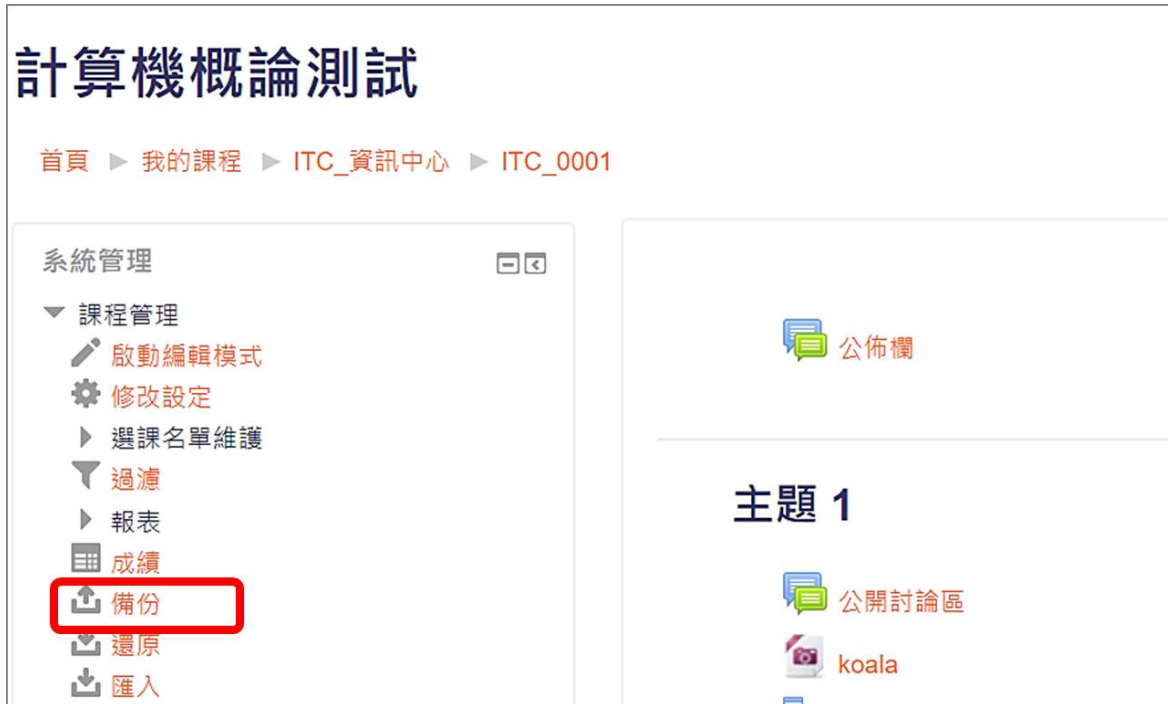 計算機概論測試
首頁 ▶ 我的課程 ▶ ITC_資訊中心 ▶ ITC_0001
系統管理
課程管理
啟動編輯模式
修改設定
選課名單維護
過濾
報表
成績
備份
還原
匯入
公佈欄
主題 1
公開討論區
koala